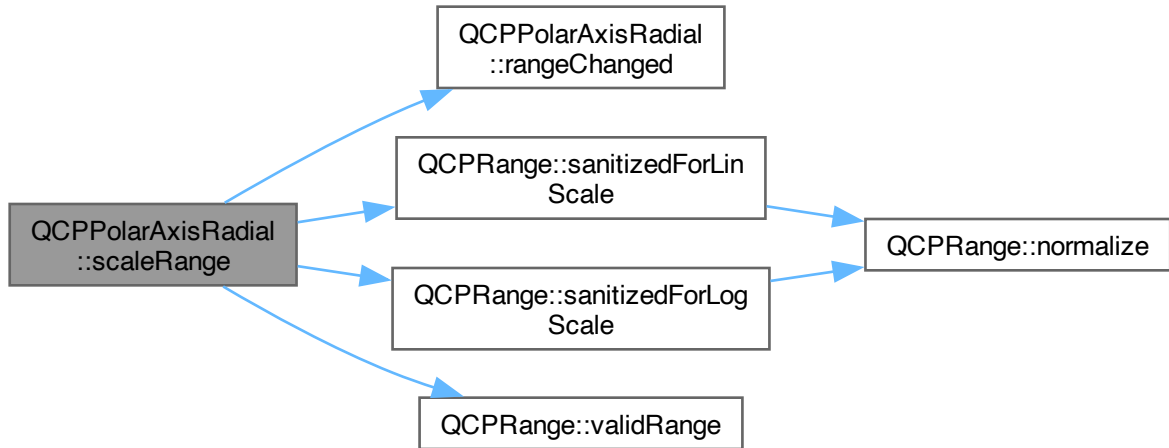 QCPPolarAxisRadial
::scaleRange
QCPPolarAxisRadial
::rangeChanged
QCPRange::sanitizedForLin
Scale
QCPRange::sanitizedForLog
Scale
QCPRange::validRange
QCPRange::normalize